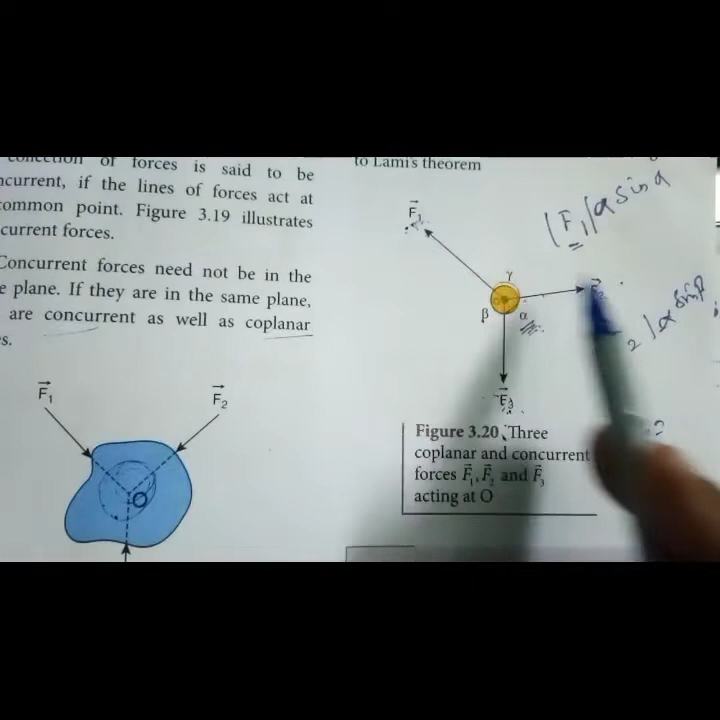 of forces is said to be
concurrent, if the lines of forces act at
common point. Figure 3.19 illustrates
current forces.
Concurrent forces need not be in the
e plane. If they are in the same plane,
are concurrent as well as coplanar
s.
F₁
F₂
O
to Lami's theorem
F₁
γ
β
α
F₃
Figure 3.20 Three
coplanar and concurrent
forces F₁, F₂ and F₃
acting at O
|F₁| α sin α
2 | α sin β